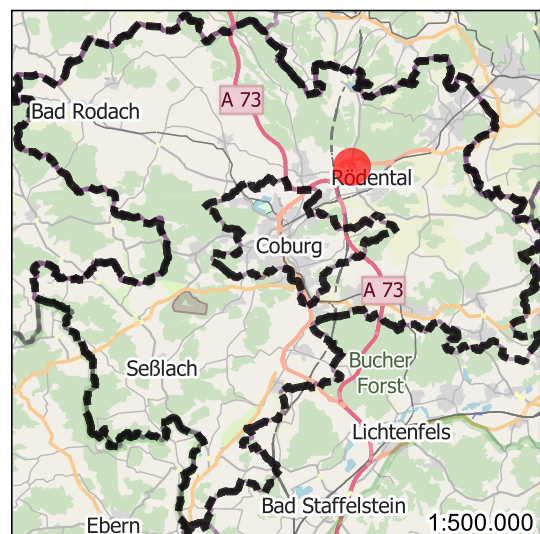 A 73
Bad Rodach
Rödental
Coburg
A 73
Bucher
Forst
Seßlach
Lichtenfels
Bad Staffelstein
Ebern
1:500.000